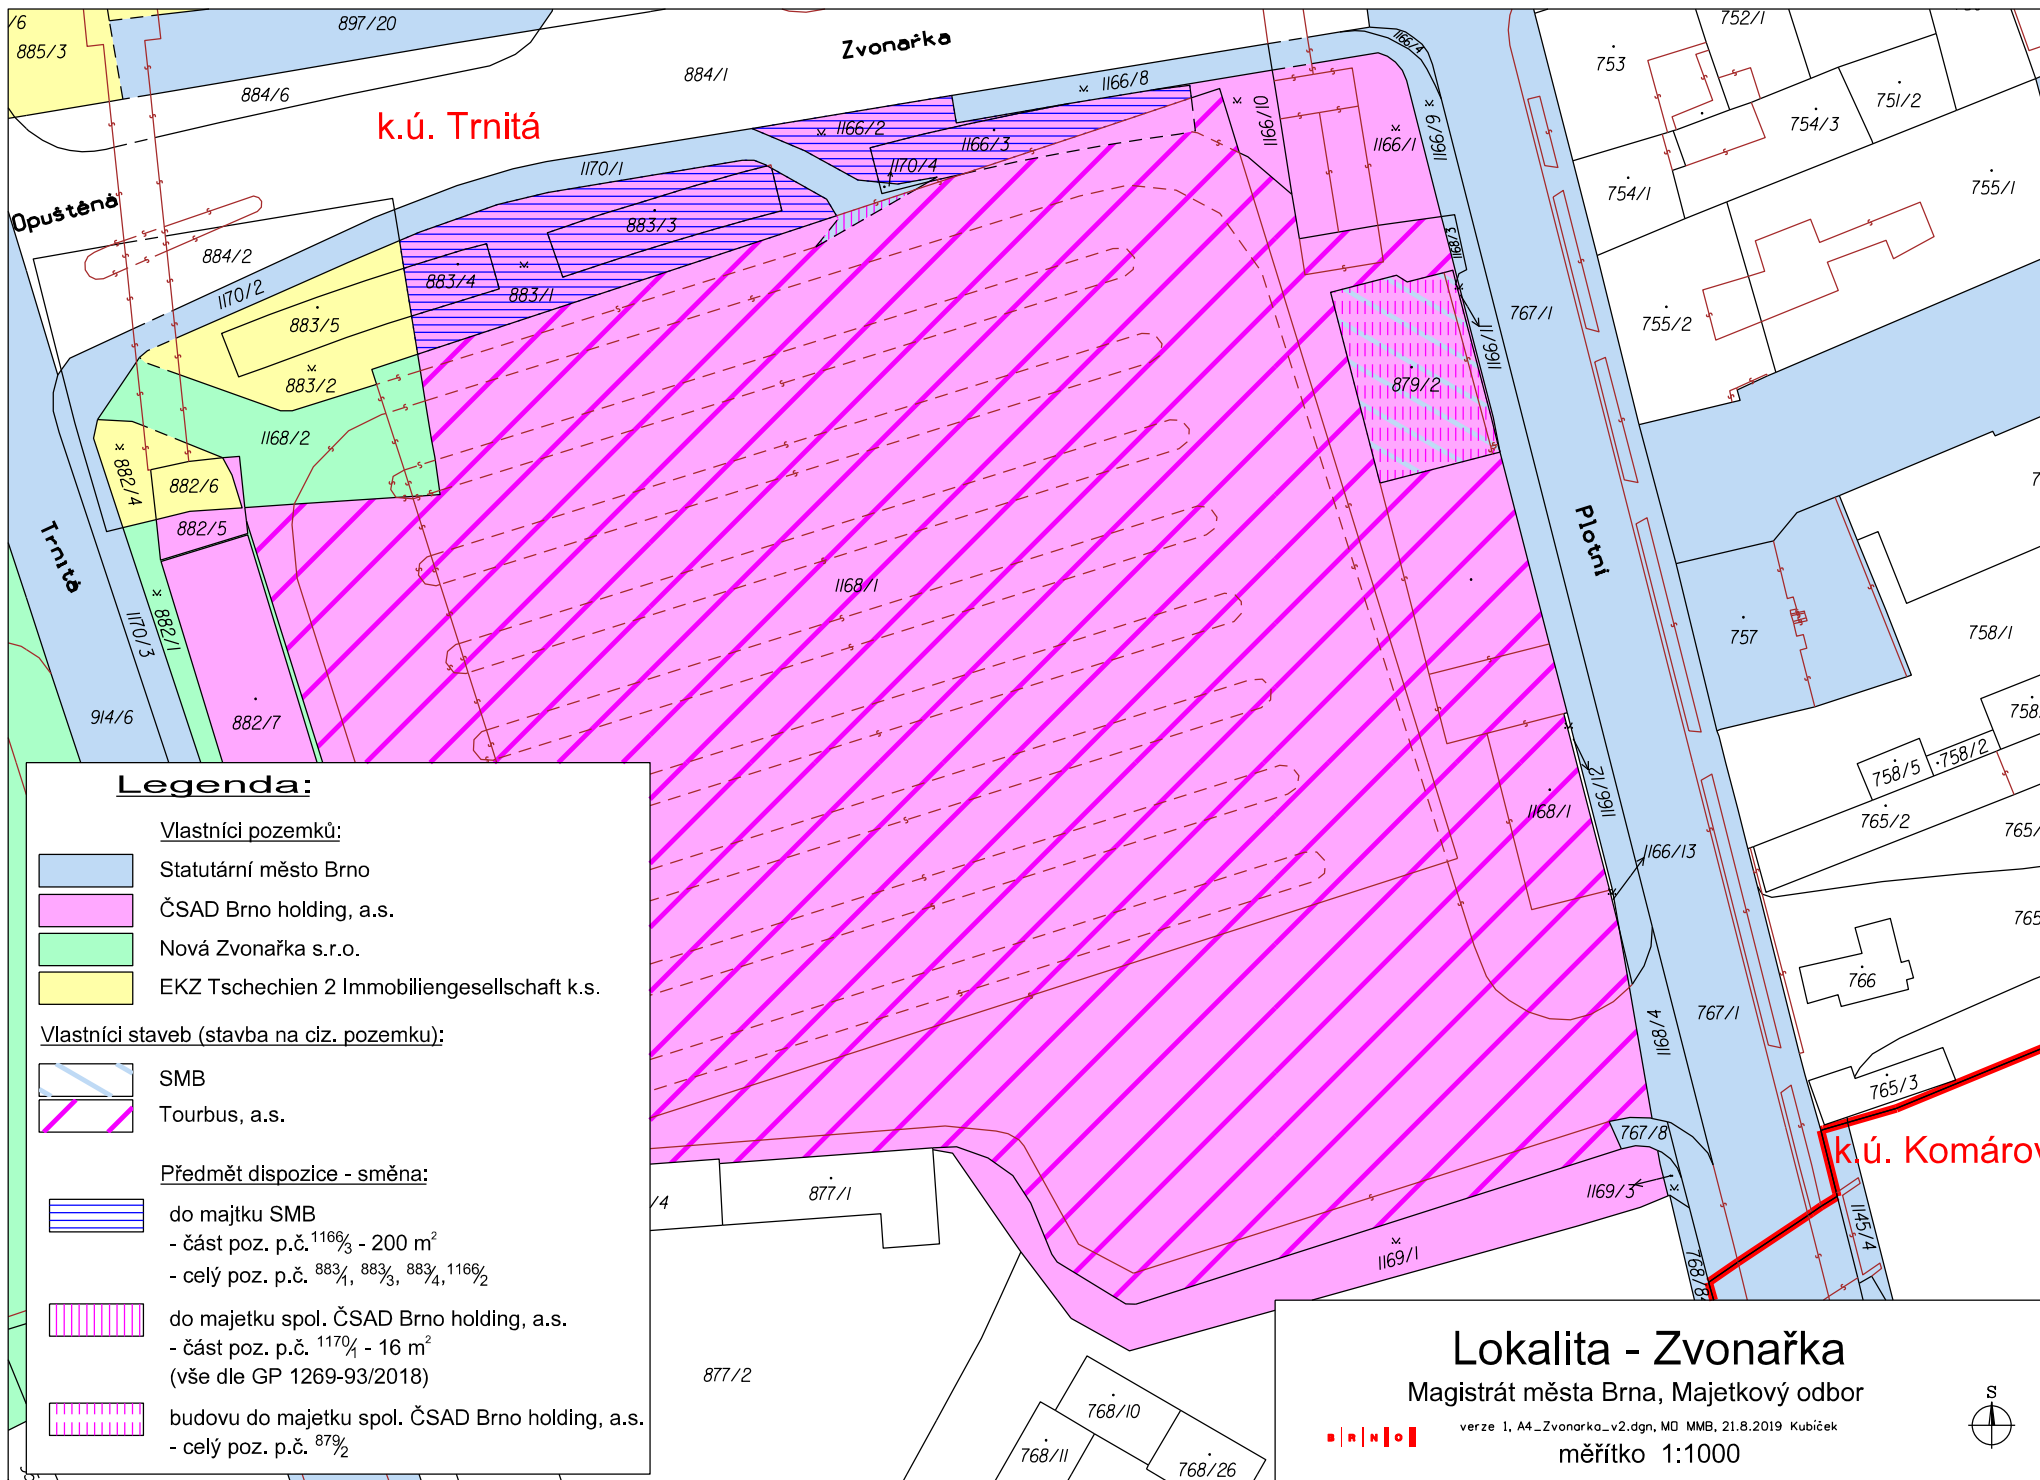 /6
885/3
897/20
884/6
884/1
Zvonařka
k.ú. Trnitá
Opuštěná
884/2
1170/2
1170/1
1166/2
1166/3
1170/4
1166/8
1166/10
1166/1
1166/4
1166/9
883/3
883/4
883/1
883/5
883/2
1168/2
882/4
882/6
882/5
Trnitá
1170/3
882/1
882/7
914/6
1168/1
1168/3
1166/11
879/2
767/1
Plotní
752/1
753
751/2
754/3
754/1
755/1
755/2
757
758/1
758/5
758/2
765/2
1166/12
1168/1
1166/13
766
767/1
1168/4
765/3
767/8
k.ú. Komárov
1169/3
1169/1
768/8
1145/4
/4
877/1
877/2
768/10
768/11
768/26
Legenda:
Vlastníci pozemků:
Statutární město Brno
ČSAD Brno holding, a.s.
Nová Zvonařka s.r.o.
EKZ Tschechien 2 Immobiliengesellschaft k.s.
Vlastníci staveb (stavba na ciz. pozemku):
SMB
Tourbus, a.s.
Předmět dispozice - směna:
do majtku SMB
- část poz. p.č. 1166/3 - 200 m²
- celý poz. p.č. 883/1, 883/3, 883/4, 1166/2
do majetku spol. ČSAD Brno holding, a.s.
- část poz. p.č. 1170/1 - 16 m²
(vše dle GP 1269-93/2018)
budovu do majetku spol. ČSAD Brno holding, a.s.
- celý poz. p.č. 879/2
Lokalita - Zvonařka
Magistrát města Brna, Majetkový odbor
verze 1, A4_Zvonarka_v2.dgn, MO MMB, 21.8.2019 Kubíček
BRNO
měřítko 1:1000
S